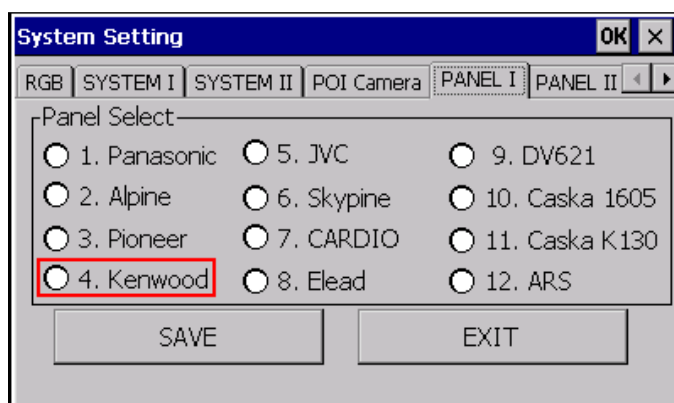 System Setting OK ×
RGB SYSTEM I SYSTEM II POI Camera PANEL I PANEL II
Panel Select
1. Panasonic 5. JVC 9. DV621
2. Alpine 6. Skypine 10. Caska 1605
3. Pioneer 7. CARDIO 11. Caska K130
4. Kenwood 8. Elead 12. ARS
SAVE EXIT